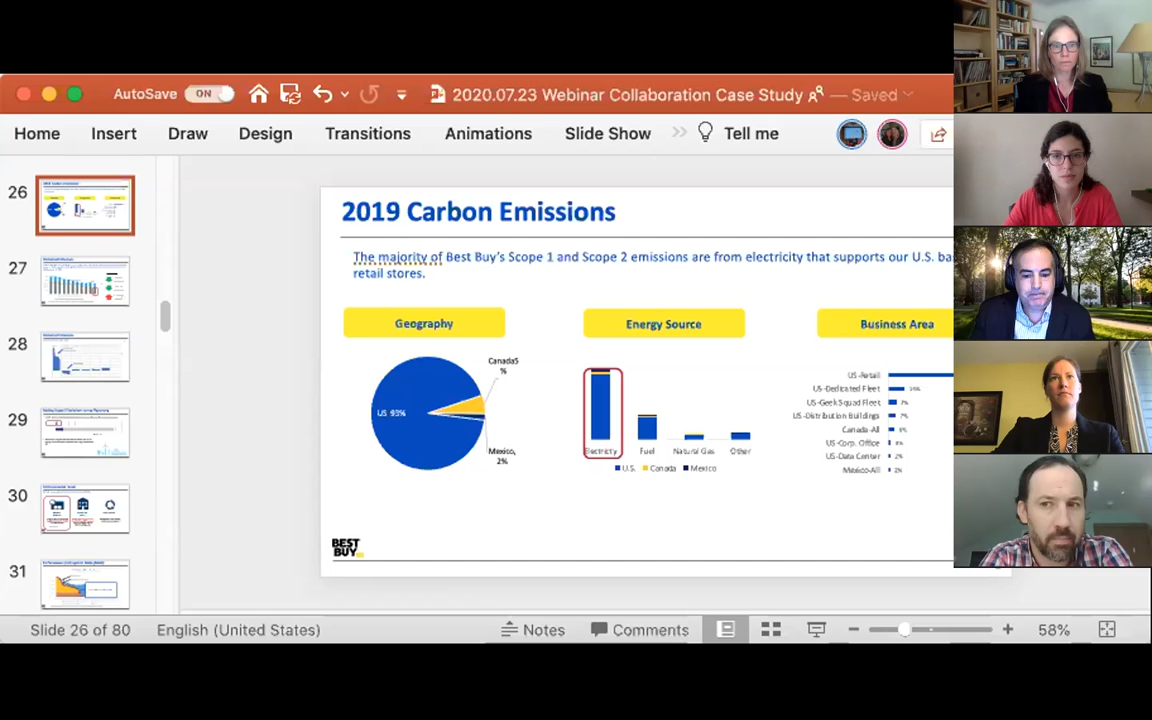 AutoSave ON 2020.07.23 Webinar Collaboration Case Study — Saved
Home Insert Draw Design Transitions Animations Slide Show Tell me
26
27
28
29
30
31
2019 Carbon Emissions
The majority of Best Buy's Scope 1 and Scope 2 emissions are from electricity that supports our U.S. ba
retail stores.
Geography
Energy Source
Business Area
US 93%
Canada5
%
Mexico,
2%
Electricity Fuel Natural Gas Other
U.S. Canada Mexico
US-Retail
US-Dedicated Fleet
US-Geek Squad Fleet 7%
US-Distribution Buildings 7%
Canada-All
US-Corp. Office
US-Data Center 2%
Mexico-All 2%
BEST
BUY
Slide 26 of 80 English (United States) Notes Comments 58%